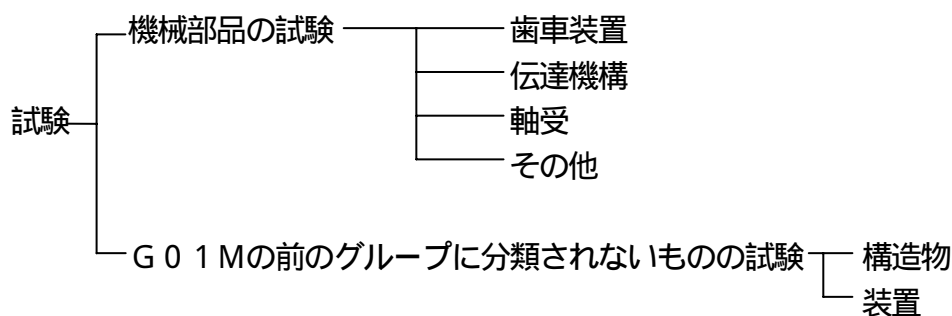 機械部品の試験
歯車装置
伝達機構
試験
軸受
その他
G01Mの前のグループに分類されないものの試験
構造物
装置